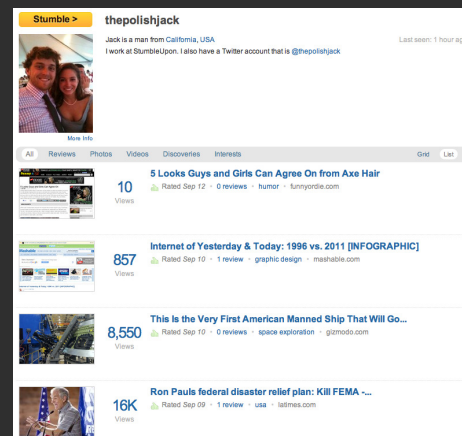 Stumble >
thepolishjack
Jack is a man from California, USA
Last seen: 1 hour ag
I work at StumbleUpon. I also have a Twitter account that is @thepolishjack
More Info
All Reviews Photos Videos Discoveries Interests Grid List
5 Looks Guys and Girls Can Agree On from Axe Hair
10
Views
Rated Sep 12 · 0 reviews · humor · funnyordie.com
Internet of Yesterday & Today: 1996 vs. 2011 [INFOGRAPHIC]
857
Views
Rated Sep 10 · 1 review · graphic design · mashable.com
This Is the Very First American Manned Ship That Will Go...
8,550
Views
Rated Sep 10 · 0 reviews · space exploration · gizmodo.com
Ron Pauls federal disaster relief plan: Kill FEMA -...
16K
Views
Rated Sep 09 · 1 review · usa · latimes.com